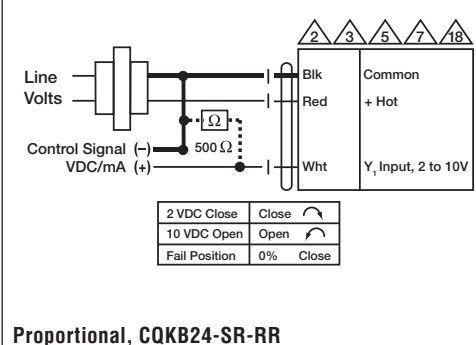 2 3 5 7 18
Line
Volts
Blk Common
Red + Hot
Ω
Control Signal (–) 500 Ω
VDC/mA (+)
Wht Y1 Input, 2 to 10V
2 VDC Close Close
10 VDC Open Open
Fail Position 0% Close
Proportional, CQKB24-SR-RR